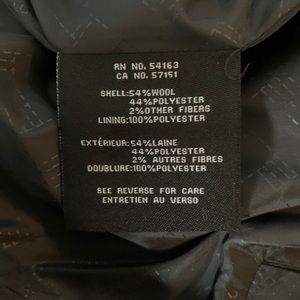 RN NO. 54163
CA NO. 57151
SHELL:54%WOOL
44%POLYESTER
2%OTHER FIBERS
LINING:100%POLYESTER
EXTÉRIEUR:54%LAINE
44%POLYESTER
2% AUTRES FIBRES
DOUBLURE:100%POLYESTER
SEE REVERSE FOR CARE
ENTRETIEN AU VERSO